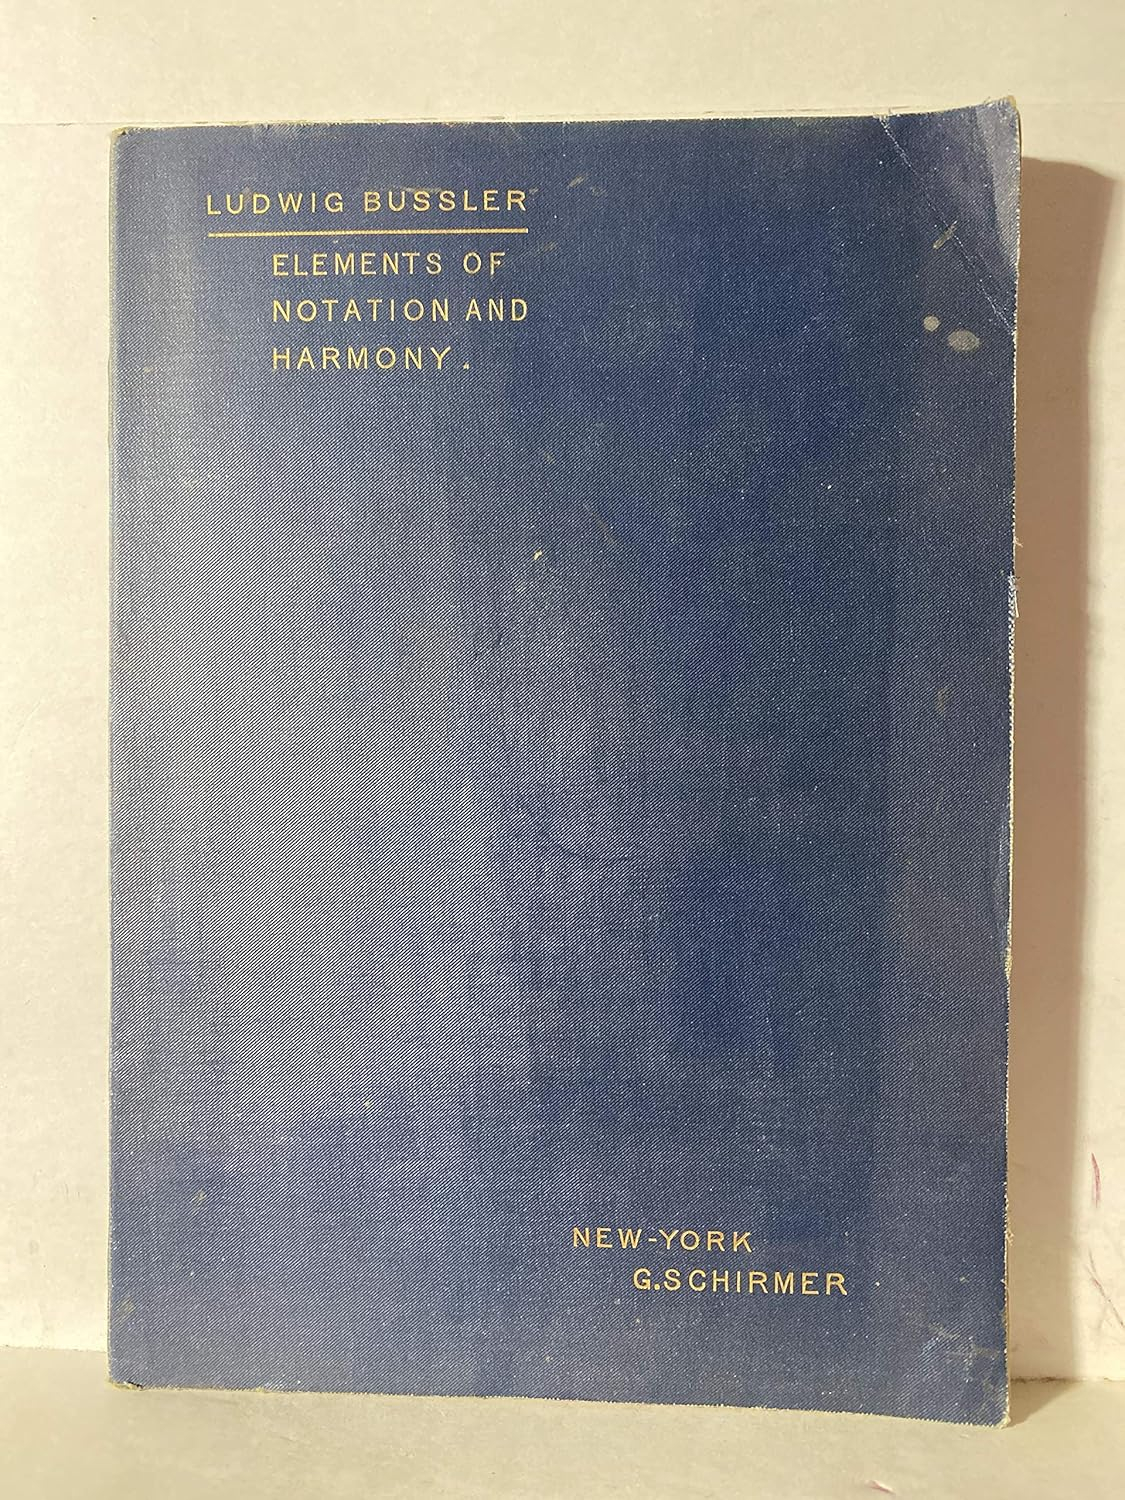 LUDWIG BUSSLER
ELEMENTS OF
NOTATION AND
HARMONY.
NEW-YORK
G.SCHIRMER